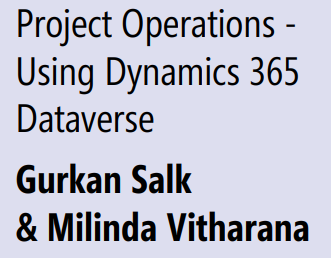 Project Operations -
Using Dynamics 365
Dataverse
Gurkan Salk
& Milinda Vitharana